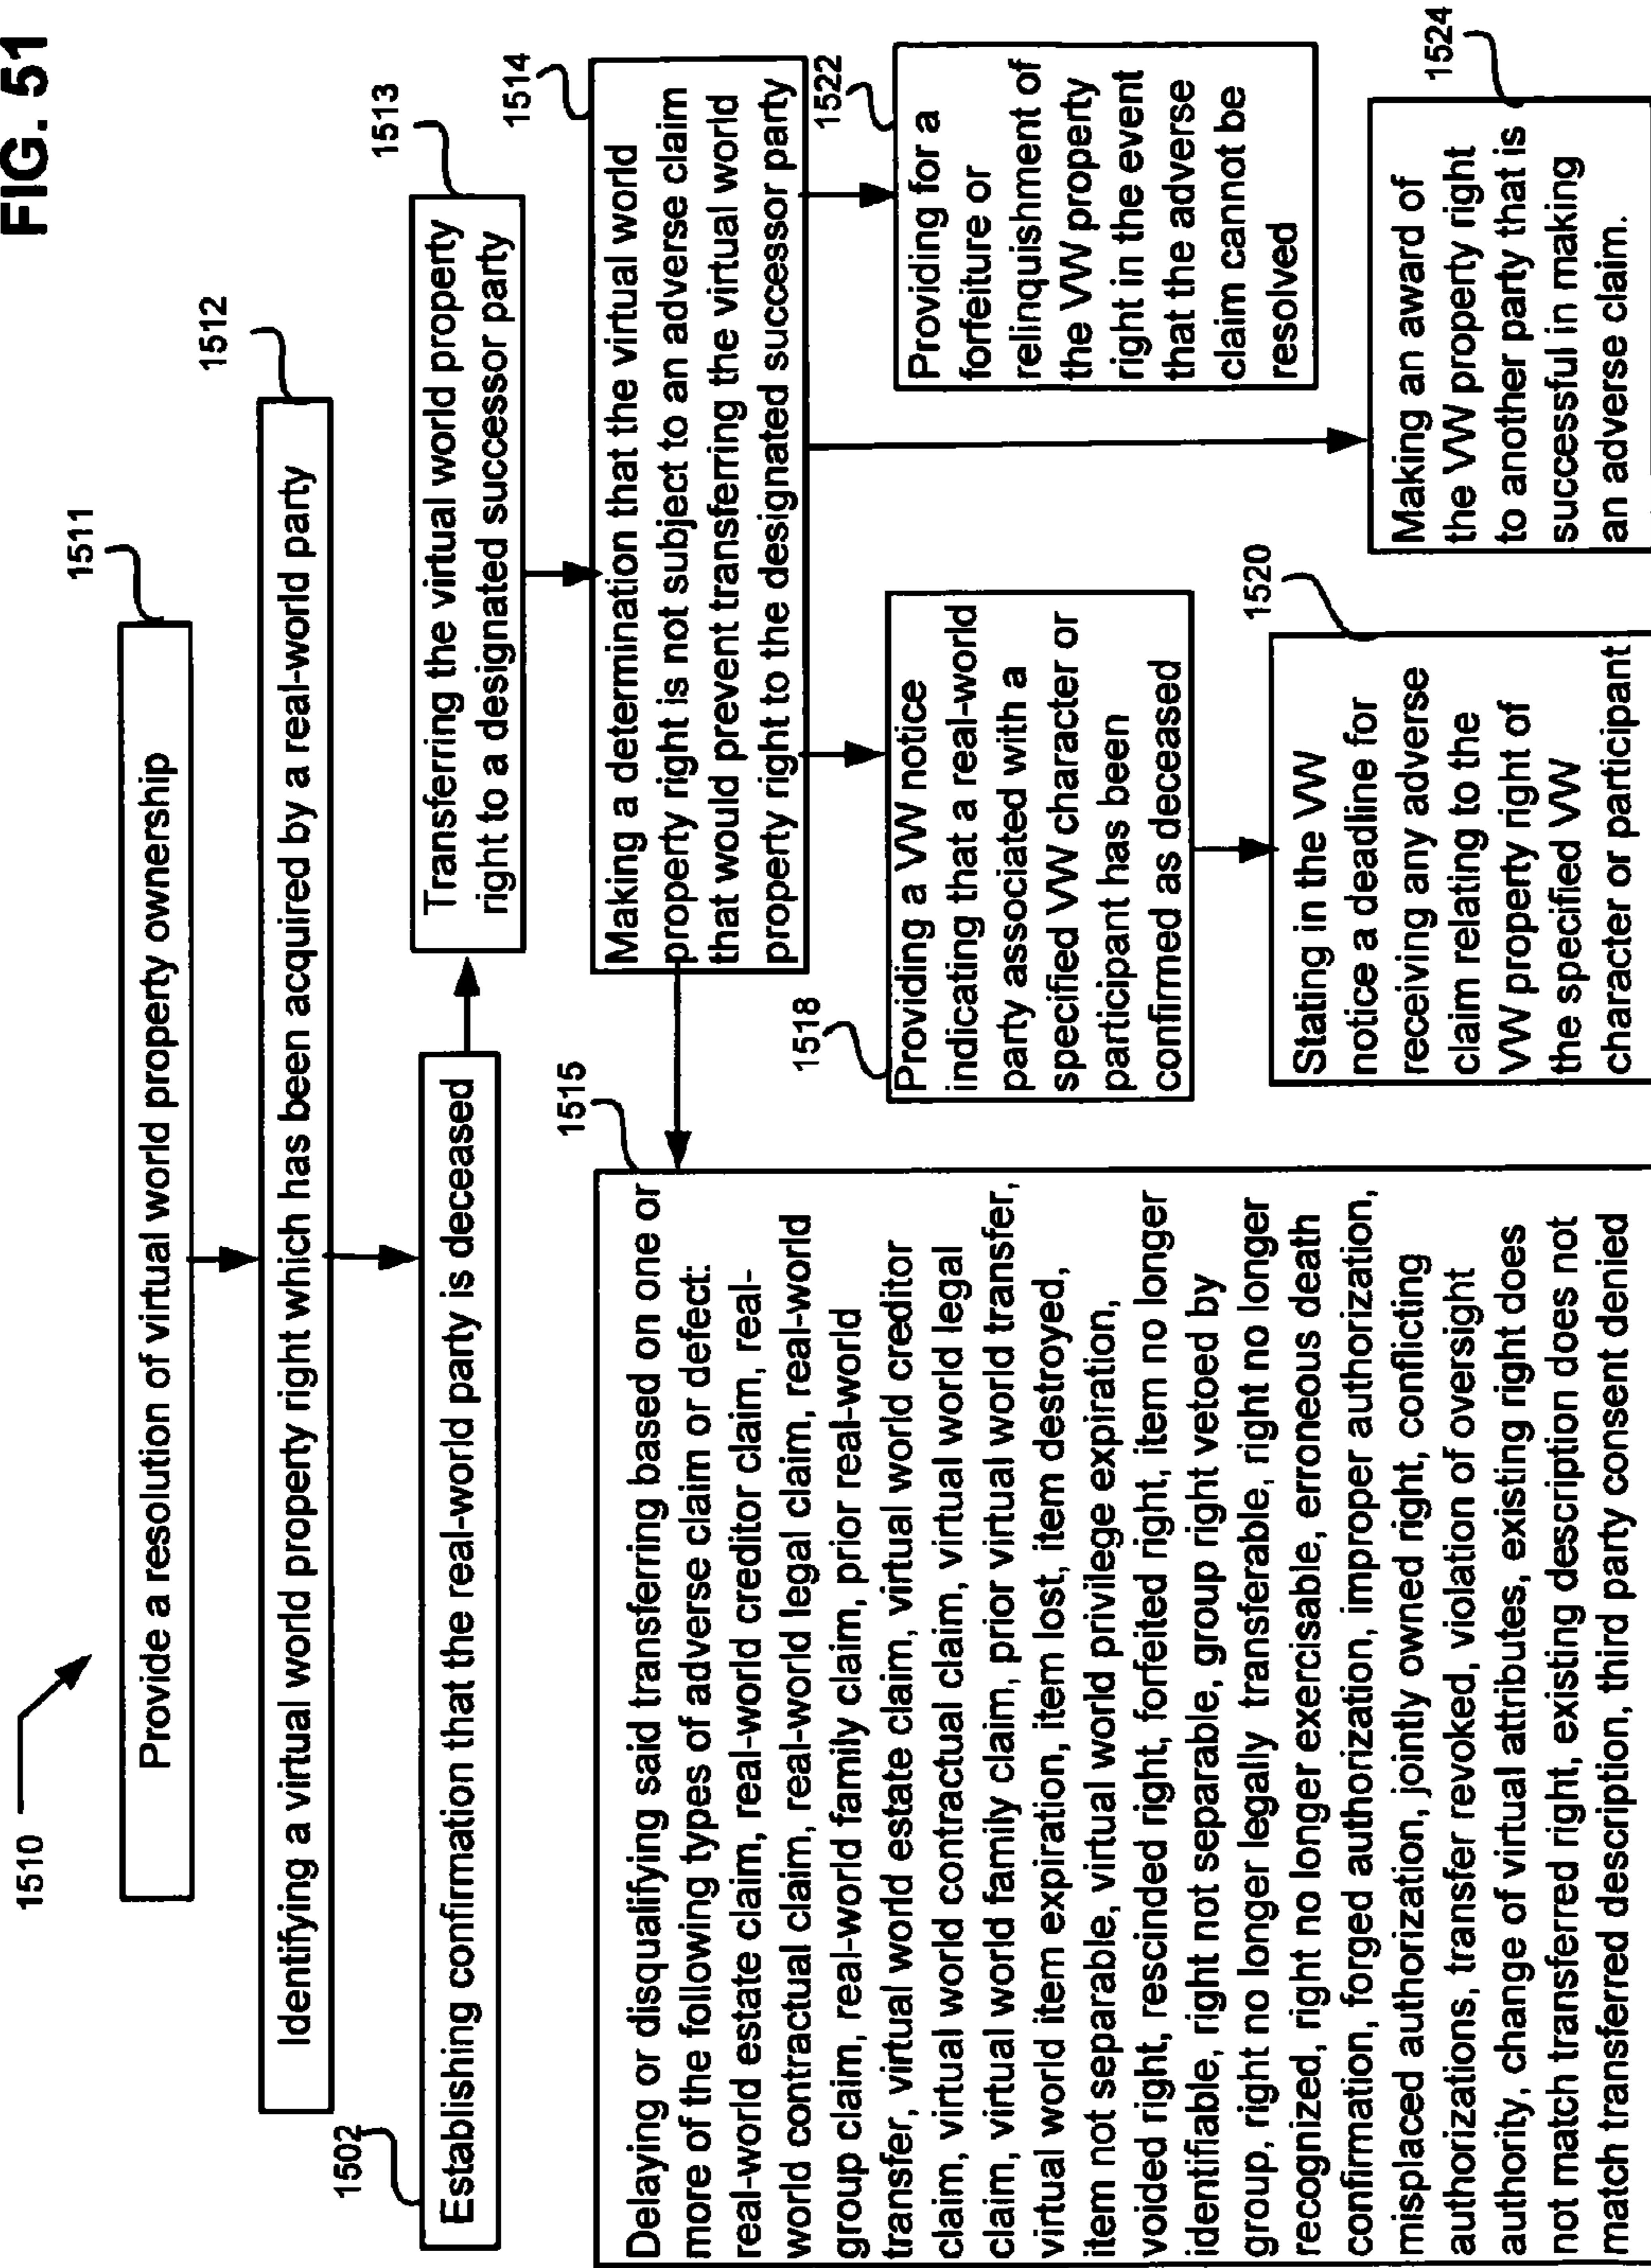 FIG. 51
1510
1511
Provide a resolution of virtual world property ownership
1512
Identifying a virtual world property right which has been acquired by a real-world party
1502
Establishing confirmation that the real-world party is deceased
1513
Transferring the virtual world property
right to a designated successor party
1514
Making a determination that the virtual world
property right is not subject to an adverse claim
that would prevent transferring the virtual world
property right to the designated successor party
1515
Delaying or disqualifying said transferring based on one or
more of the following types of adverse claim or defect:
real-world estate claim, real-world creditor claim, real-
world contractual claim, real-world legal claim, real-world
group claim, real-world family claim, prior real-world
transfer, virtual world estate claim, virtual world creditor
claim, virtual world contractual claim, virtual world legal
claim, virtual world family claim, prior virtual world transfer,
virtual world item expiration, item lost, item destroyed,
item not separable, virtual world privilege expiration,
voided right, rescinded right, forfeited right, item no longer
identifiable, right not separable, group right vetoed by
group, right no longer legally transferable, right no longer
recognized, right no longer exercisable, erroneous death
confirmation, forged authorization, improper authorization,
misplaced authorization, jointly owned right, conflicting
authorizations, transfer revoked, violation of oversight
authority, change of virtual attributes, existing right does
not match transferred right, existing description does not
match transferred description, third party consent denied
1518
Providing a VW notice
indicating that a real-world
party associated with a
specified VW character or
participant has been
confirmed as deceased
1520
Stating in the VW
notice a deadline for
receiving any adverse
claim relating to the
VW property right of
the specified VW
character or participant
1522
Providing for a
forfeiture or
relinquishment of
the VW property
right in the event
that the adverse
claim cannot be
resolved
1524
Making an award of
the VW property right
to another party that is
successful in making
an adverse claim.